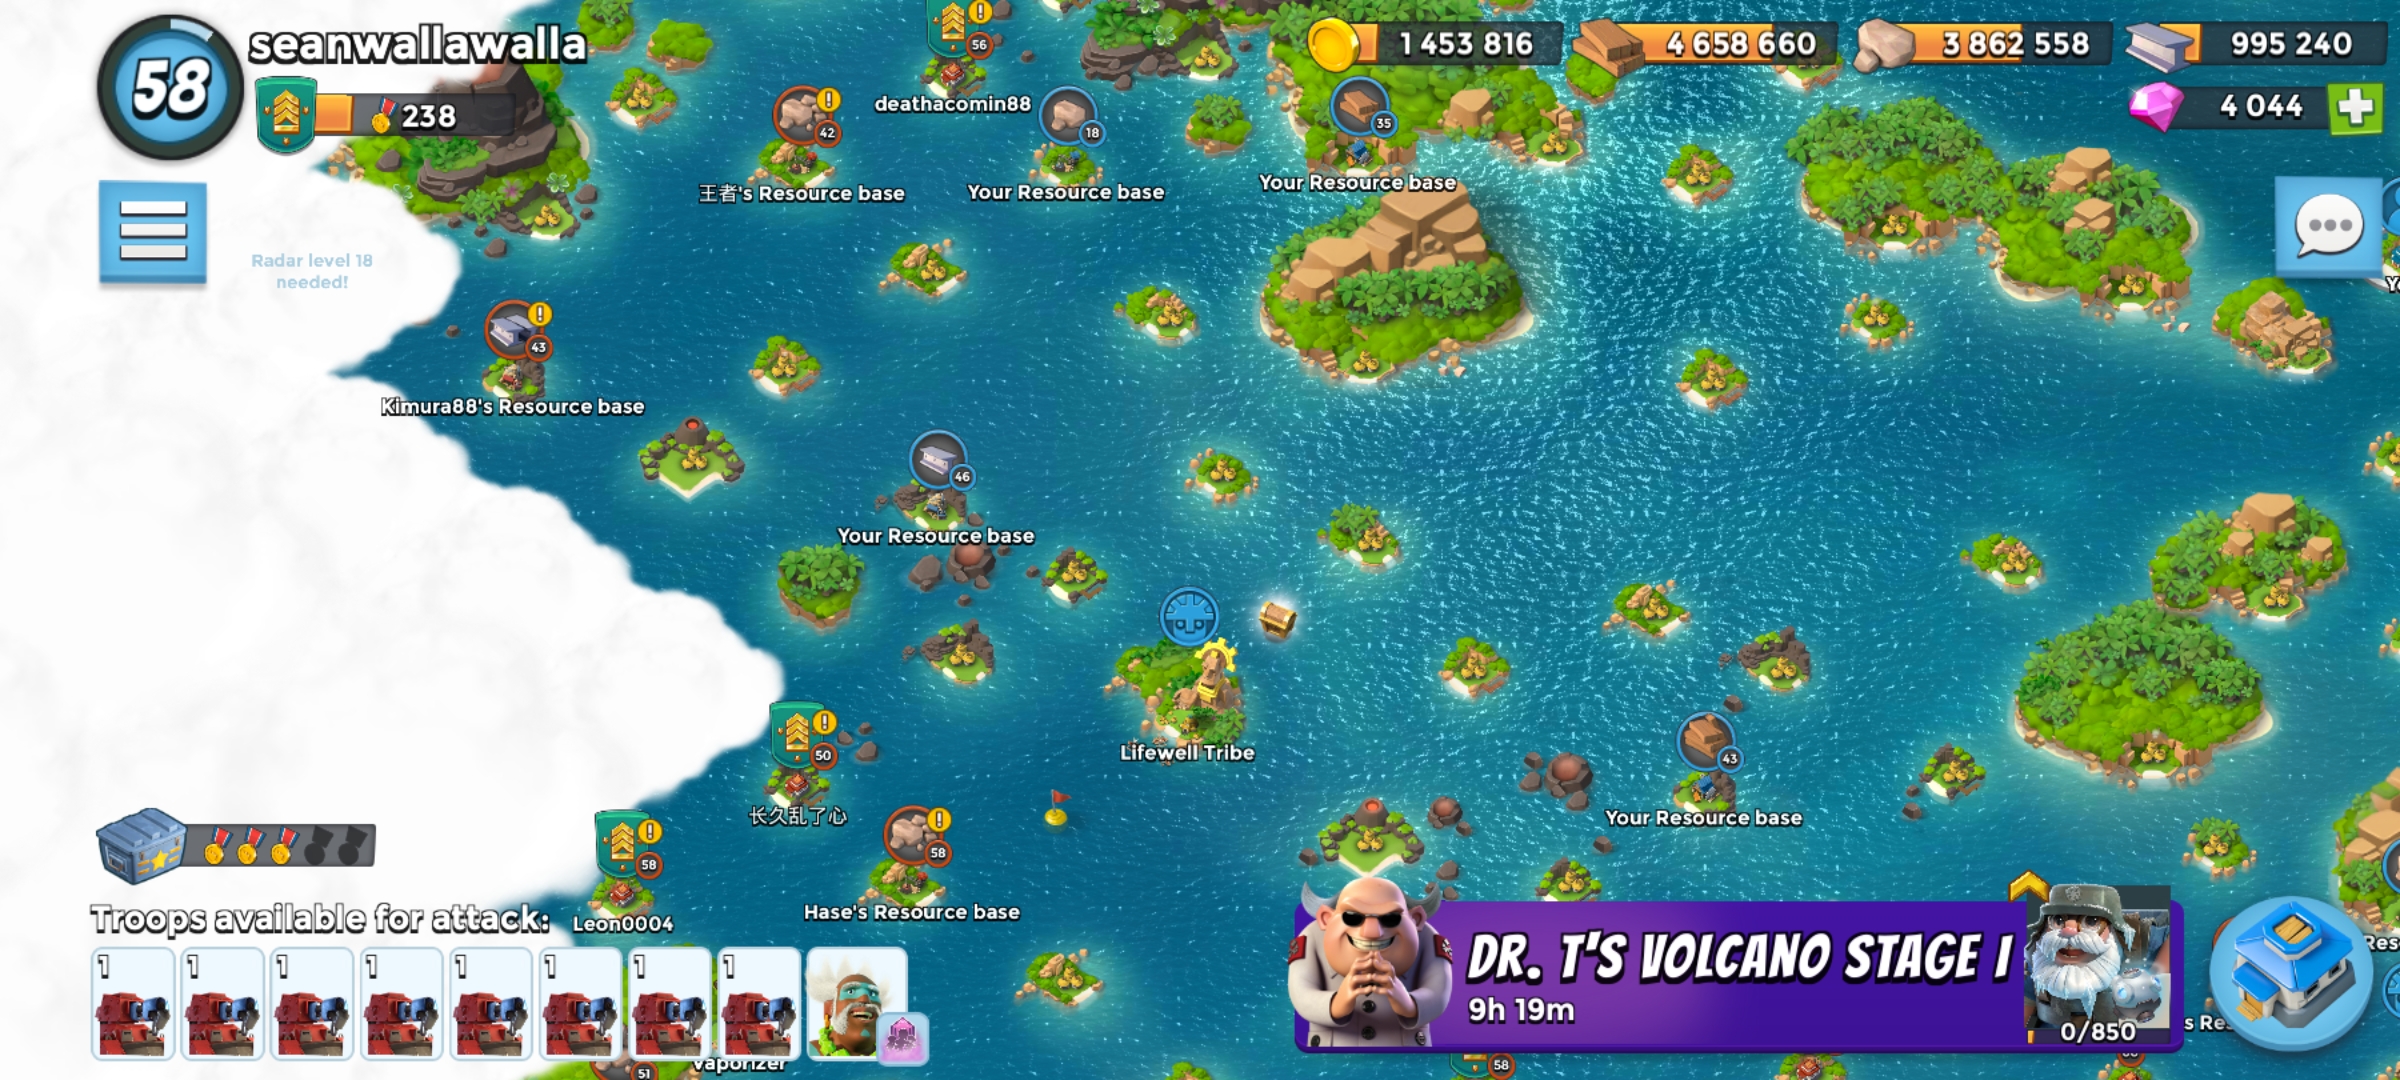 58
seanwallawalla
238
56
deathacomin88
1 453 816
4 658 660
3 862 558
995 240
4 044
42
王者's Resource base
18
Your Resource base
35
Your Resource base
Radar level 18
needed!
43
Kimura88's Resource base
46
Your Resource base
Lifewell Tribe
50
长久乱了心
43
Your Resource base
58
Leon0004
58
Hase's Resource base
Troops available for attack:
1
1
1
1
1
1
1
1
51
vaporizer
DR. T'S VOLCANO STAGE I
9h 19m
0/850
58